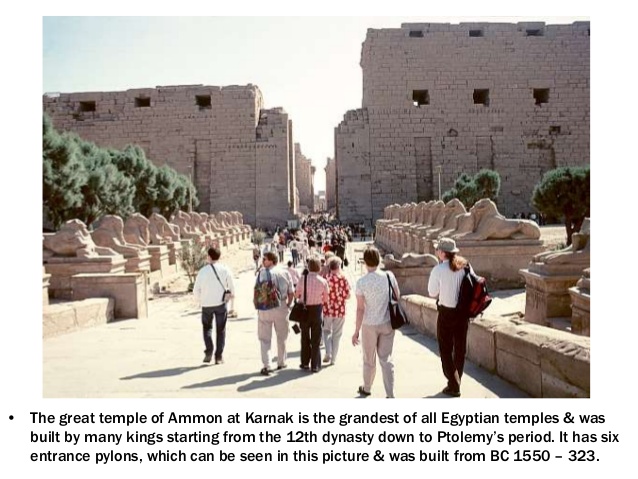 • The great temple of Ammon at Karnak is the grandest of all Egyptian temples & was
built by many kings starting from the 12th dynasty down to Ptolemy's period. It has six
entrance pylons, which can be seen in this picture & was built from BC 1550 – 323.